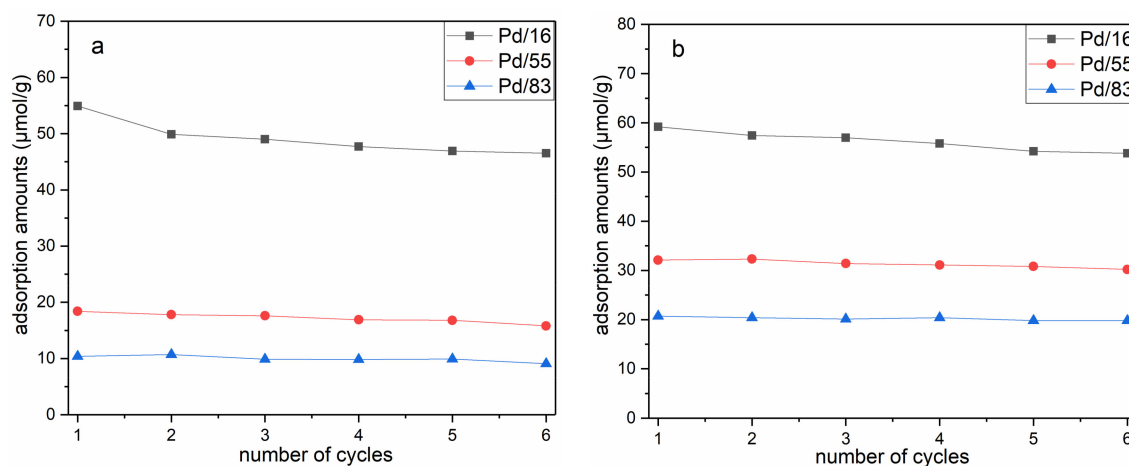 a
Pd/16
Pd/55
Pd/83
70
60
50
40
30
20
10
0
adsorption amounts (μmol/g)
1 2 3 4 5 6
number of cycles
b
Pd/16
Pd/55
Pd/83
80
70
60
50
40
30
20
10
0
adsorption amounts (μmol/g)
1 2 3 4 5 6
number of cycles